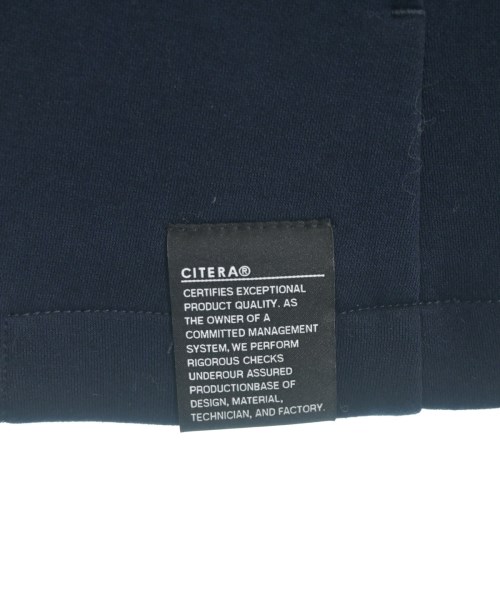 CITERA®
CERTIFIES EXCEPTIONAL
PRODUCT QUALITY. AS
THE OWNER OF A
COMMITTED MANAGEMENT
SYSTEM, WE PERFORM
RIGOROUS CHECKS
UNDEROUR ASSURED
PRODUCTIONBASE OF
DESIGN, MATERIAL,
TECHNICIAN, AND FACTORY.